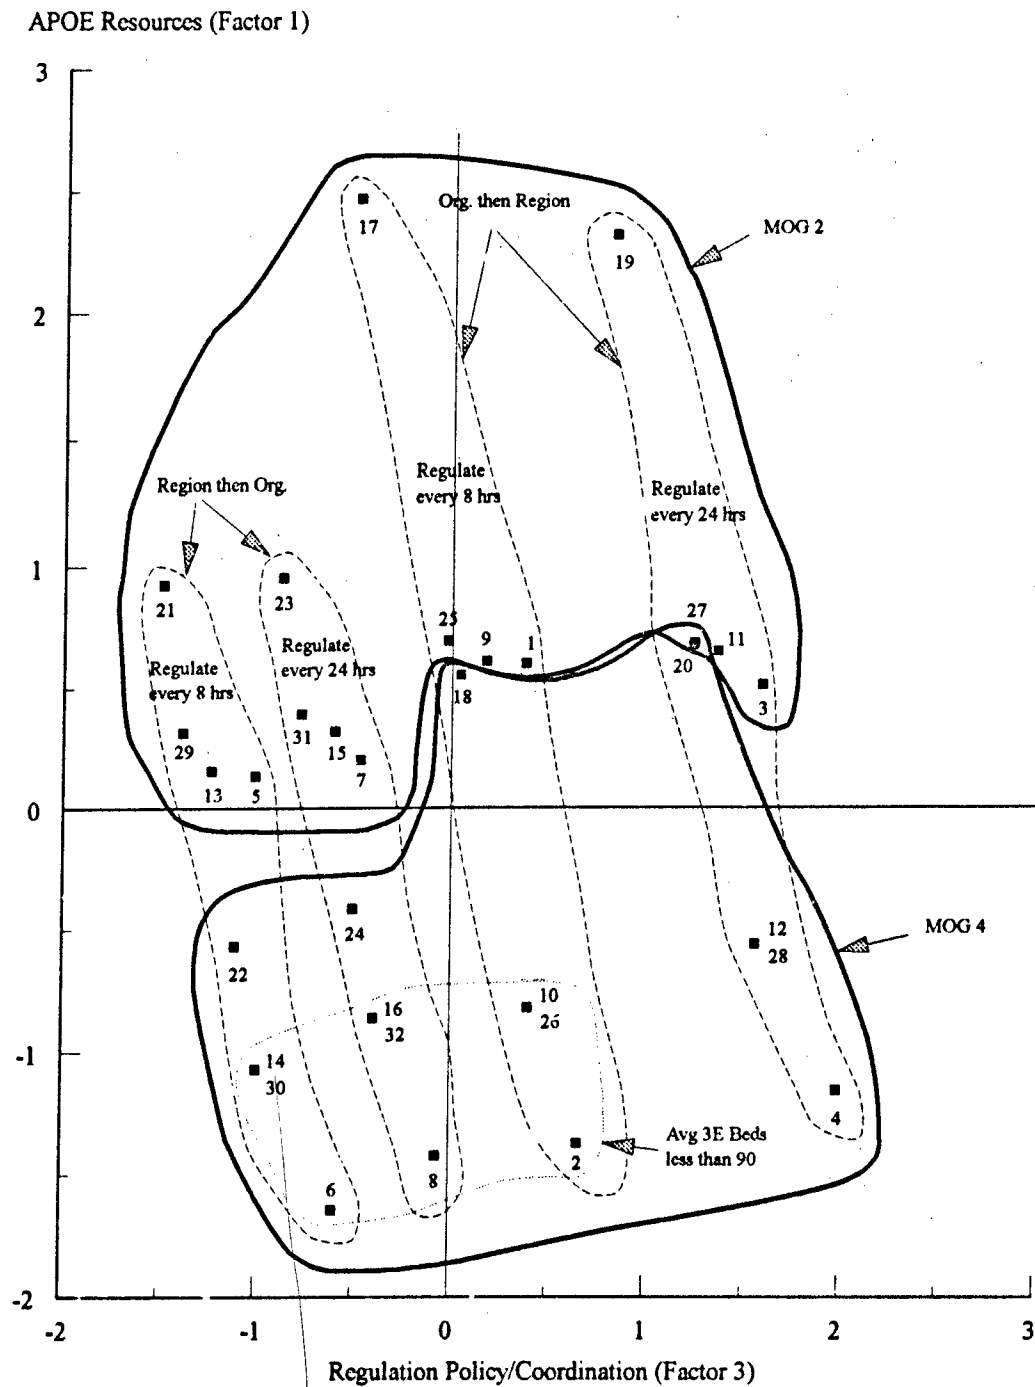 APOE Resources (Factor 1)
3
17
Org. then Region
19
MOG 2
2
Regulate
every 8 hrs
Region then Org.
Regulate
every 24 hrs
1
21
23
25
9
1
27
11
18
20
3
Regulate
every 24 hrs
Regulate
every 8 hrs
31
15
7
29
13
5
0
24
12
28
MOG 4
22
16
32
10
26
-1
14
30
4
Avg 3E Beds
less than 90
2
8
6
-2
-2
-1
0
1
2
3
Regulation Policy/Coordination (Factor 3)